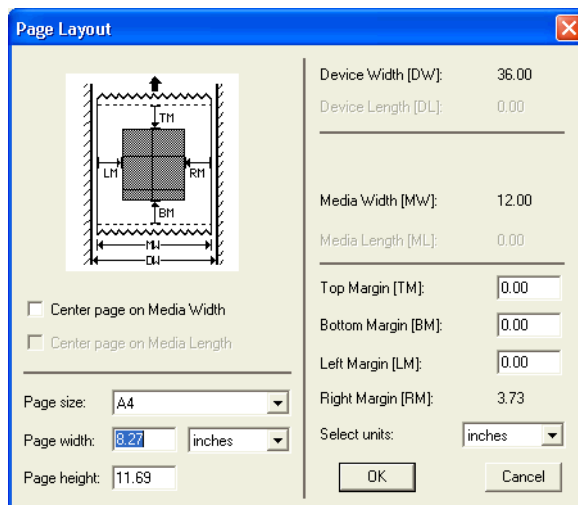 Page Layout
TM
LM
RM
BM
MW
DW
Center page on Media Width
Center page on Media Length
Page size: A4
Page width: 8.27 inches
Page height: 11.69
Device Width [DW]: 36.00
Device Length [DL]: 0.00
Media Width [MW]: 12.00
Media Length [ML]: 0.00
Top Margin [TM]: 0.00
Bottom Margin [BM]: 0.00
Left Margin [LM]: 0.00
Right Margin [RM]: 3.73
Select units: inches
OK Cancel